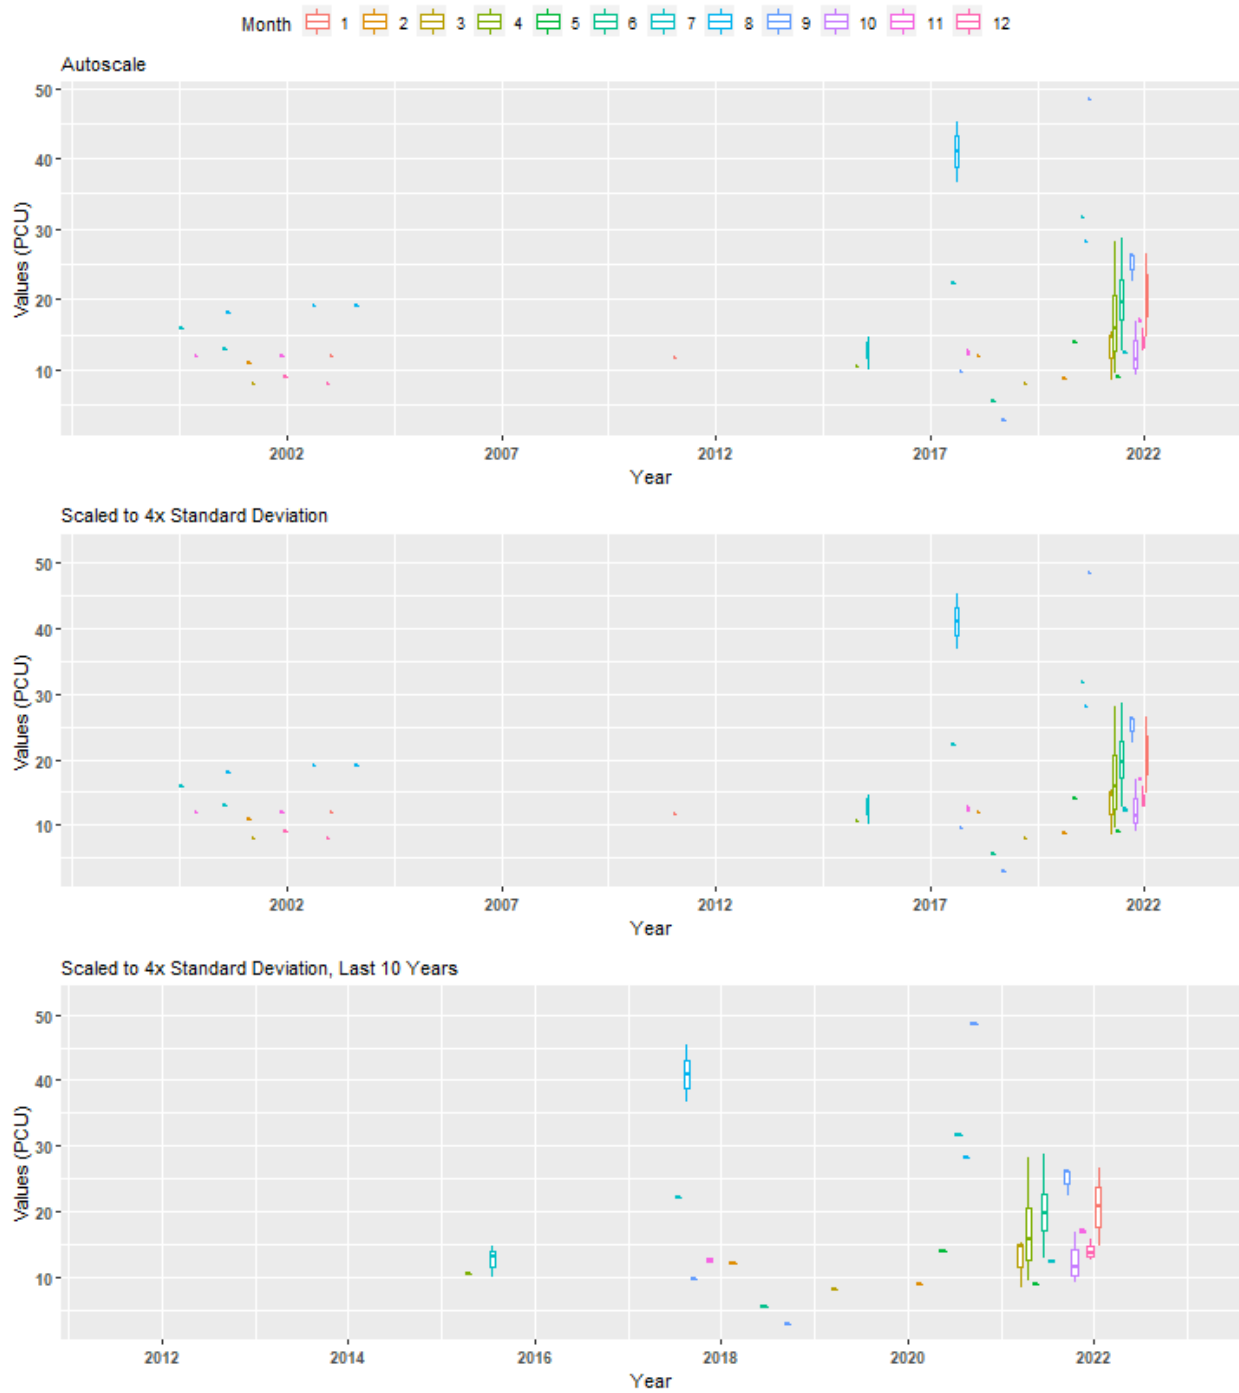 Month 1 2 3 4 5 6 7 8 9 10 11 12
Autoscale
50
40
30
20
10
Values (PCU)
2002 2007 2012 2017 2022
Year
Scaled to 4x Standard Deviation
50
40
30
20
10
Values (PCU)
2002 2007 2012 2017 2022
Year
Scaled to 4x Standard Deviation, Last 10 Years
50
40
30
20
10
Values (PCU)
2012 2014 2016 2018 2020 2022
Year